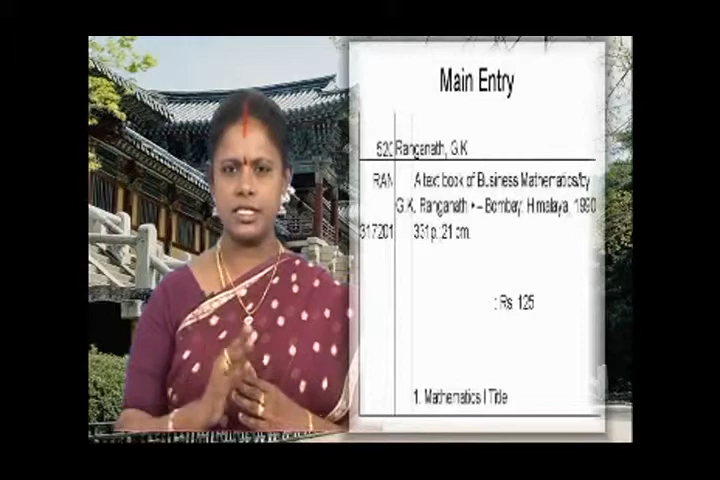 Main Entry
520 Ranganath, G.K
RAN A text book of Business Mathematics/by
G.K. Ranganath • – Bombay, Himalaya, 1990
317201 331p, 21 cm.
: Rs. 125
1. Mathematics I Title